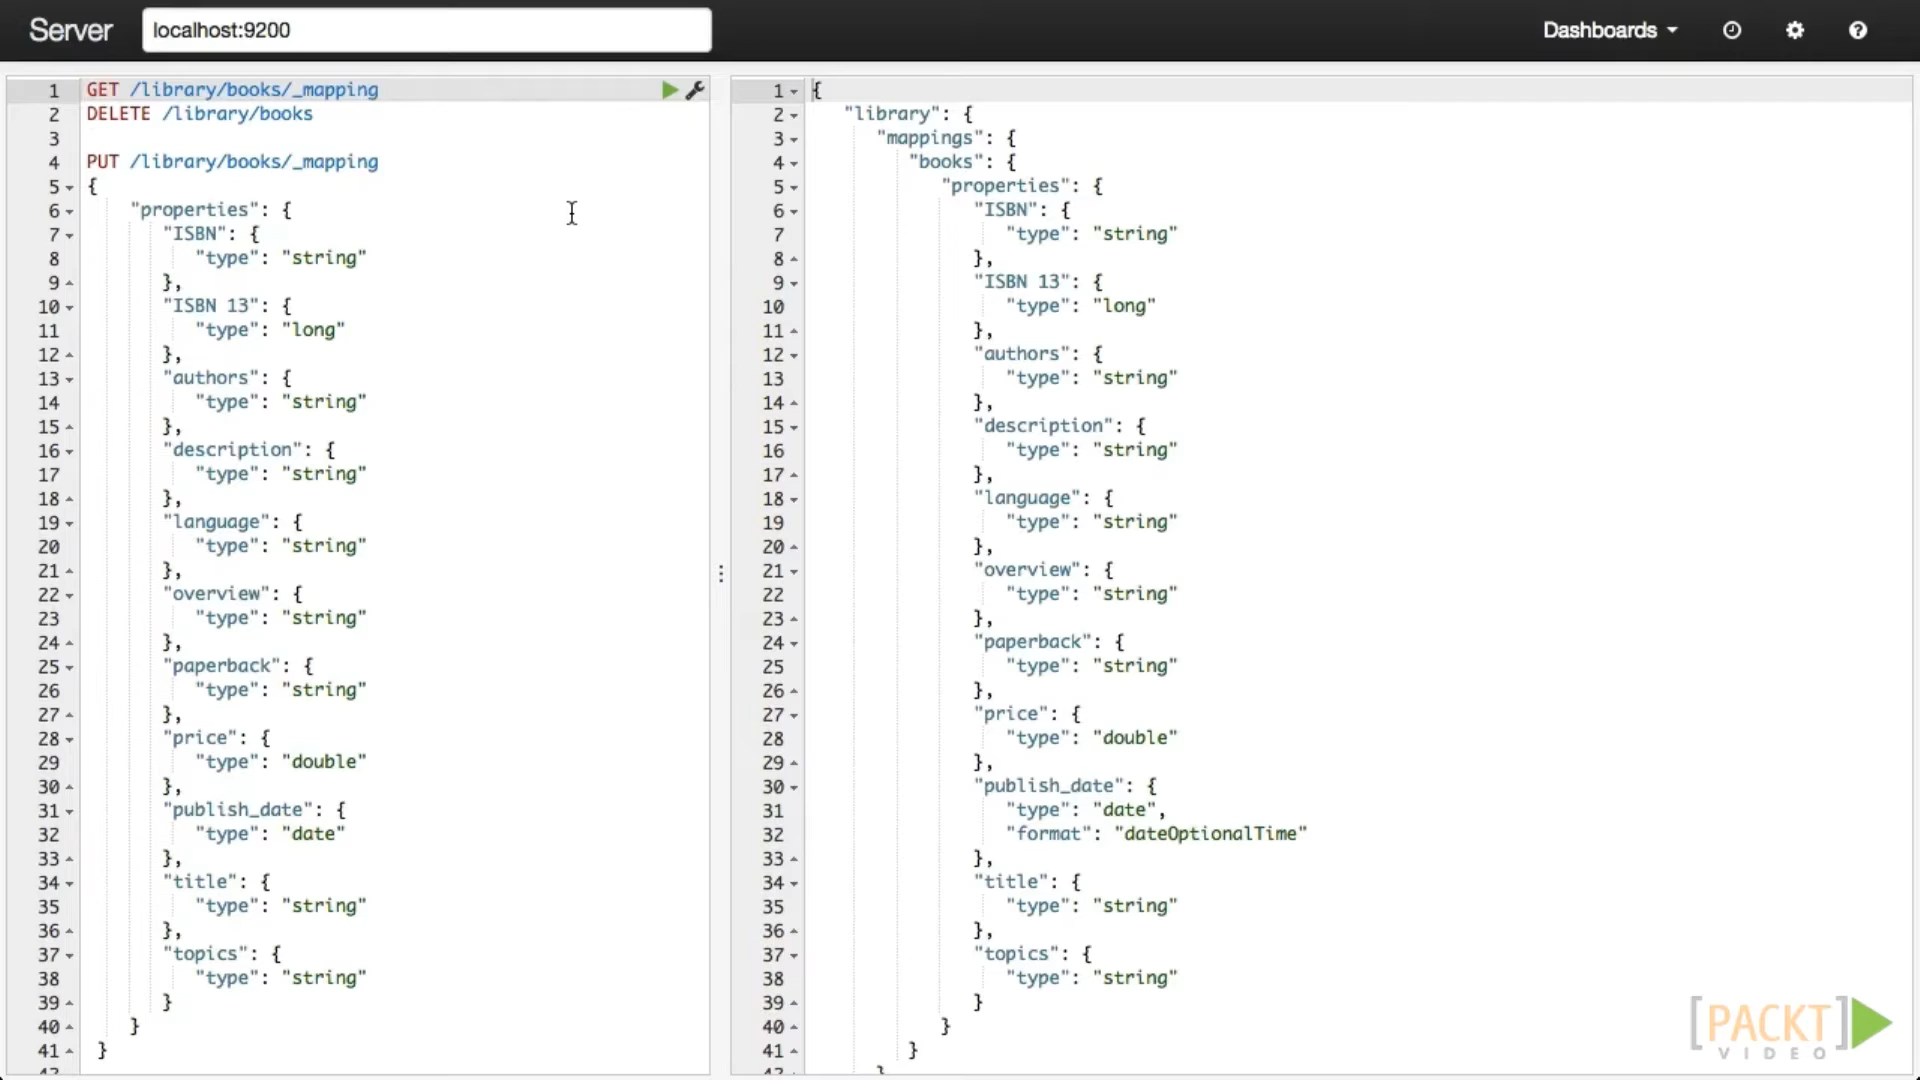 Server
localhost:9200
Dashboards
1 GET /library/books/_mapping
2 DELETE /library/books
3
4 PUT /library/books/_mapping
5 {
6 "properties": {
7 "ISBN": {
8 "type": "string"
9 },
10 "ISBN 13": {
11 "type": "long"
12 },
13 "authors": {
14 "type": "string"
15 },
16 "description": {
17 "type": "string"
18 },
19 "language": {
20 "type": "string"
21 },
22 "overview": {
23 "type": "string"
24 },
25 "paperback": {
26 "type": "string"
27 },
28 "price": {
29 "type": "double"
30 },
31 "publish_date": {
32 "type": "date"
33 },
34 "title": {
35 "type": "string"
36 },
37 "topics": {
38 "type": "string"
39 }
40 }
41 }
1 {
2 "library": {
3 "mappings": {
4 "books": {
5 "properties": {
6 "ISBN": {
7 "type": "string"
8 },
9 "ISBN 13": {
10 "type": "long"
11 },
12 "authors": {
13 "type": "string"
14 },
15 "description": {
16 "type": "string"
17 },
18 "language": {
19 "type": "string"
20 },
21 "overview": {
22 "type": "string"
23 },
24 "paperback": {
25 "type": "string"
26 },
27 "price": {
28 "type": "double"
29 },
30 "publish_date": {
31 "type": "date",
32 "format": "dateOptionalTime"
33 },
34 "title": {
35 "type": "string"
36 },
37 "topics": {
38 "type": "string"
39 }
40 }
41 }
[PACKT]
VIDEO